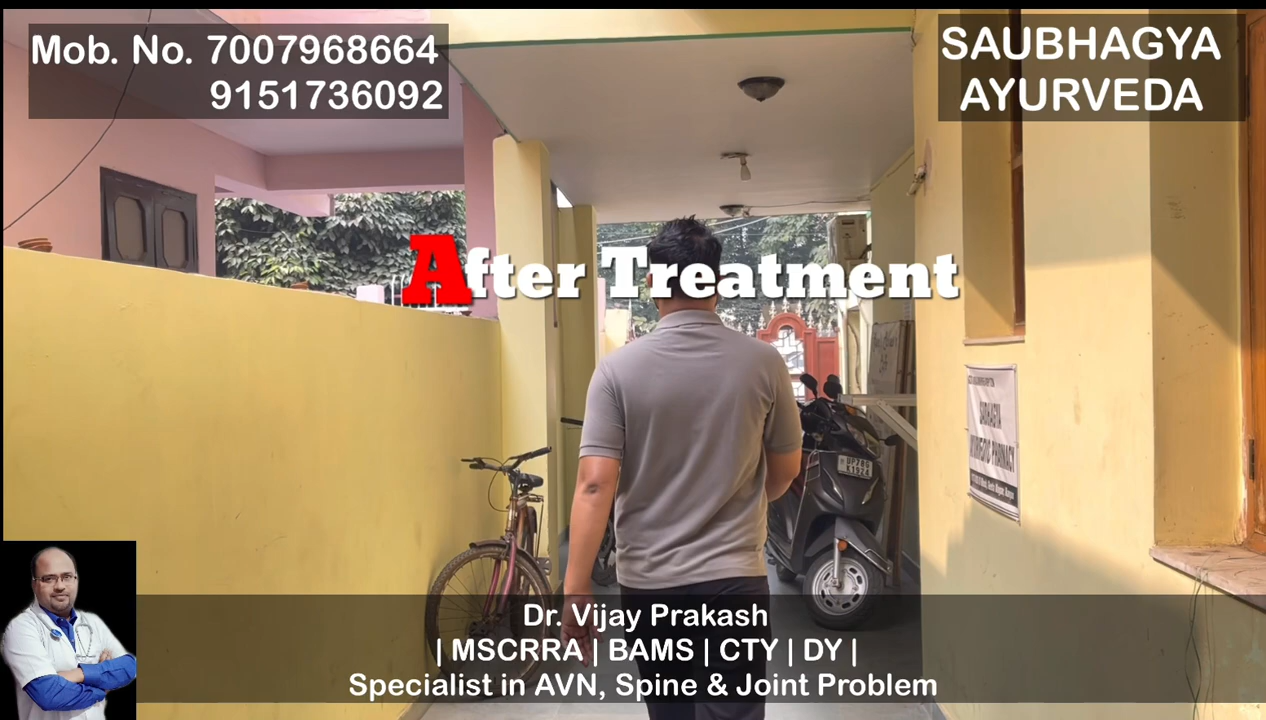 Mob. No. 7007968664
9151736092
SAUBHAGYA
AYURVEDA
After Treatment
Dr. Vijay Prakash
| MSCRRA | BAMS | CTY | DY |
Specialist in AVN, Spine & Joint Problem